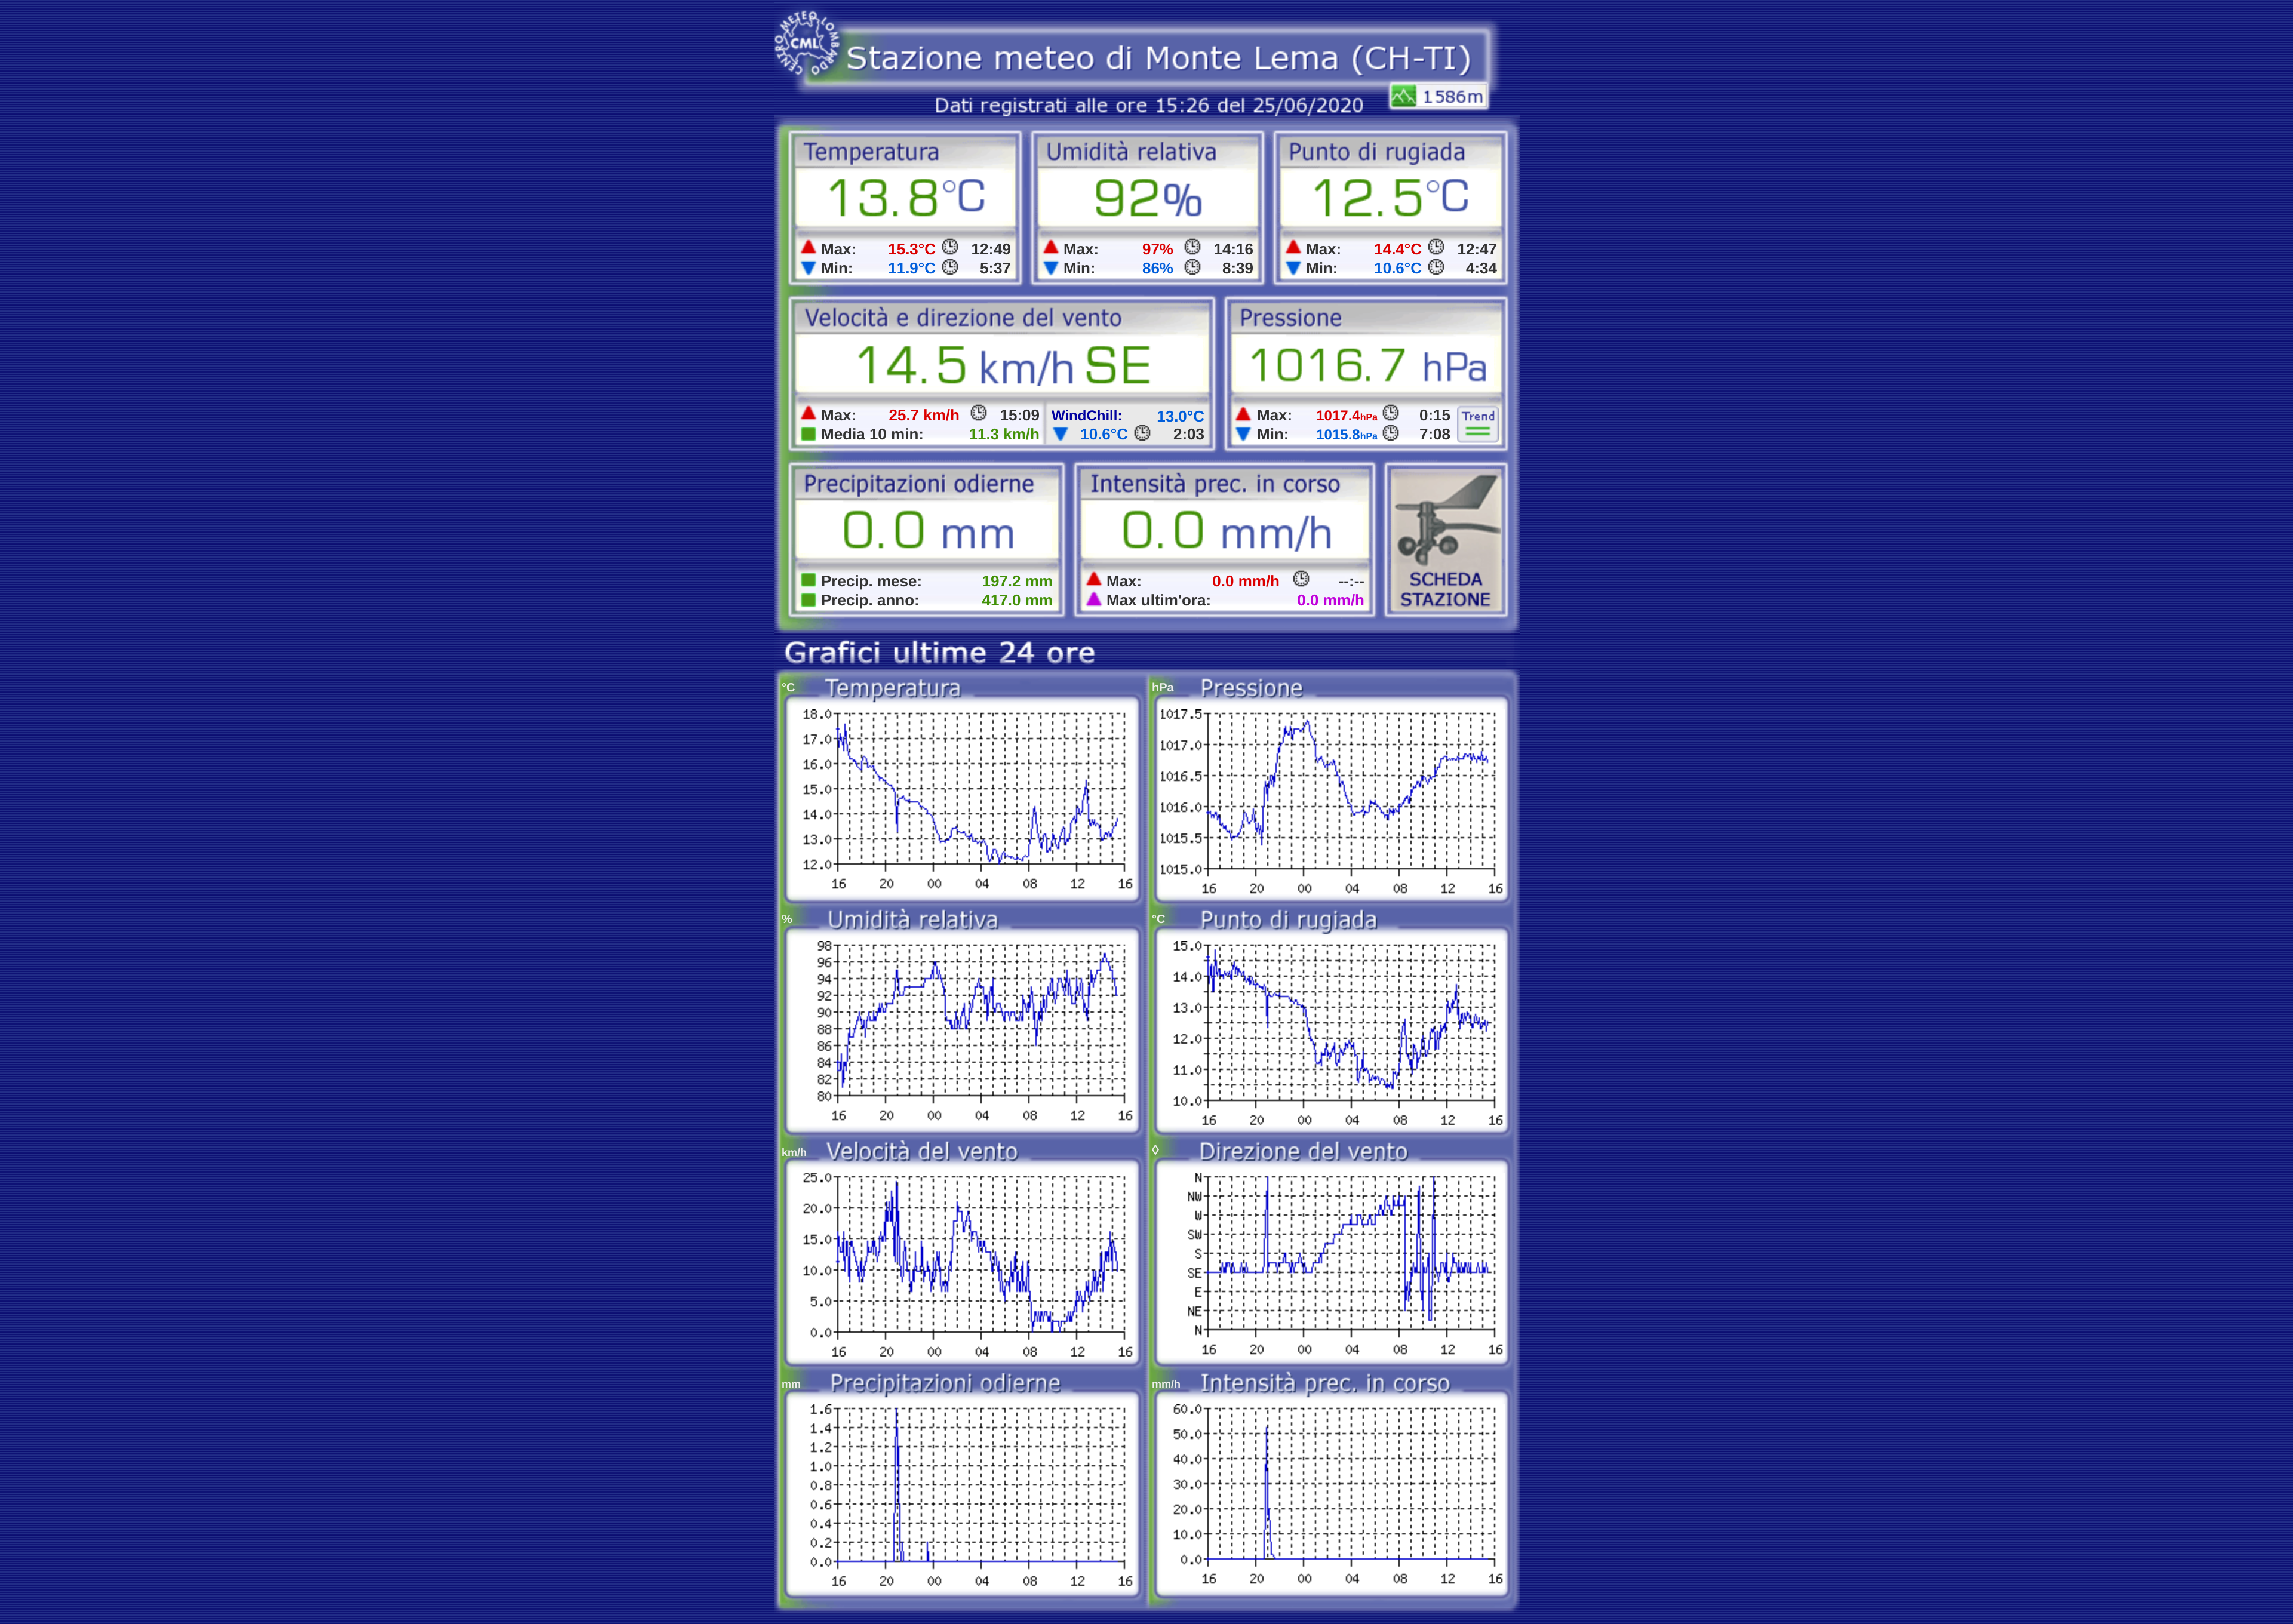 CENTRO METEO LOMBARDO
CML
Stazione meteo di Monte Lema (CH-TI)
1586m
Dati registrati alle ore 15:26 del 25/06/2020
Temperatura
13.8°C
Max: 15.3°C 12:49
Min: 11.9°C 5:37
Umidità relativa
92%
Max: 97% 14:16
Min: 86% 8:39
Punto di rugiada
12.5°C
Max: 14.4°C 12:47
Min: 10.6°C 4:34
Velocità e direzione del vento
14.5 km/h SE
Max: 25.7 km/h 15:09
Media 10 min: 11.3 km/h
WindChill: 13.0°C
10.6°C 2:03
Pressione
1016.7 hPa
Max: 1017.4hPa 0:15
Min: 1015.8hPa 7:08
Trend
Precipitazioni odierne
0.0 mm
Precip. mese: 197.2 mm
Precip. anno: 417.0 mm
Intensità prec. in corso
0.0 mm/h
Max: 0.0 mm/h --:--
Max ultim'ora: 0.0 mm/h
SCHEDA
STAZIONE
Grafici ultime 24 ore
°C Temperatura
18.0
17.0
16.0
15.0
14.0
13.0
12.0
16 20 00 04 08 12 16
hPa Pressione
1017.5
1017.0
1016.5
1016.0
1015.5
1015.0
16 20 00 04 08 12 16
% Umidità relativa
98
96
94
92
90
88
86
84
82
80
16 20 00 04 08 12 16
°C Punto di rugiada
15.0
14.0
13.0
12.0
11.0
10.0
16 20 00 04 08 12 16
km/h Velocità del vento
25.0
20.0
15.0
10.0
5.0
0.0
16 20 00 04 08 12 16
◊ Direzione del vento
N
NW
W
SW
S
SE
E
NE
N
16 20 00 04 08 12 16
mm Precipitazioni odierne
1.6
1.4
1.2
1.0
0.8
0.6
0.4
0.2
0.0
16 20 00 04 08 12 16
mm/h Intensità prec. in corso
60.0
50.0
40.0
30.0
20.0
10.0
0.0
16 20 00 04 08 12 16